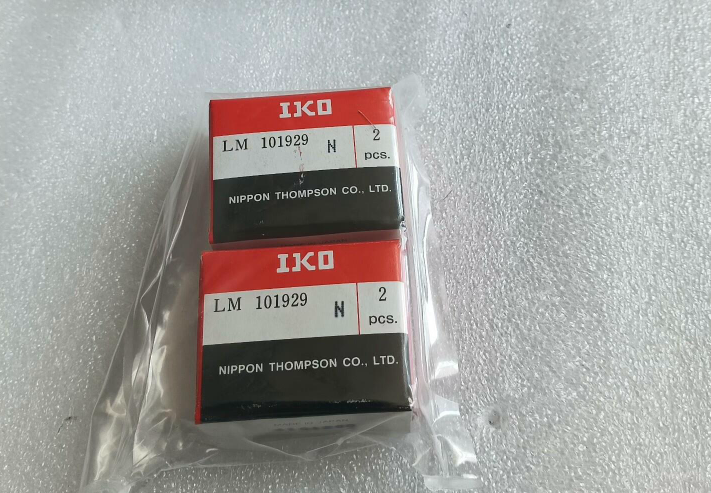 IKO
LM 101929 N 2
pcs.
NIPPON THOMPSON CO., LTD.
IKO
LM 101929 N 2
pcs.
NIPPON THOMPSON CO., LTD.